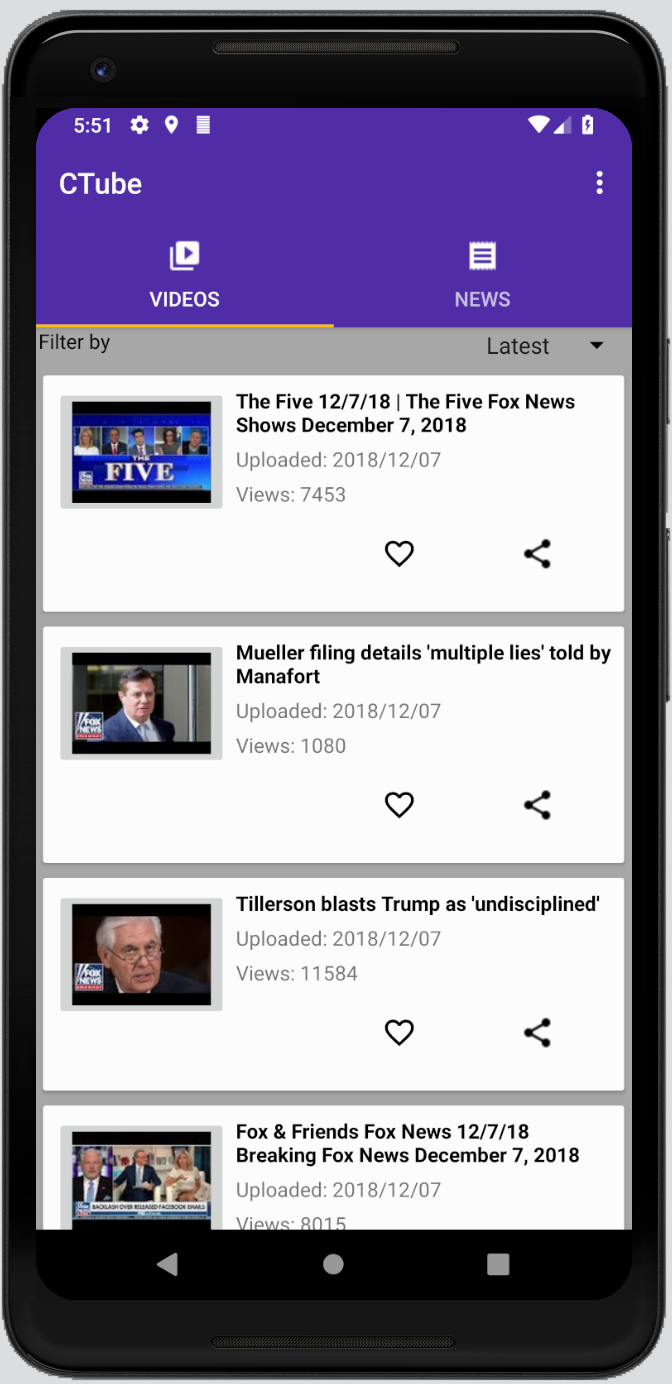 5:51
CTube
VIDEOS
NEWS
Filter by
Latest
THE
FIVE
The Five 12/7/18 | The Five Fox News
Shows December 7, 2018
Uploaded: 2018/12/07
Views: 7453
FOX
NEWS
Mueller filing details 'multiple lies' told by
Manafort
Uploaded: 2018/12/07
Views: 1080
FOX
NEWS
Tillerson blasts Trump as 'undisciplined'
Uploaded: 2018/12/07
Views: 11584
BACKLASH OVER RELEASED FACEBOOK EMAILS
Fox & Friends Fox News 12/7/18
Breaking Fox News December 7, 2018
Uploaded: 2018/12/07
Views: 8015